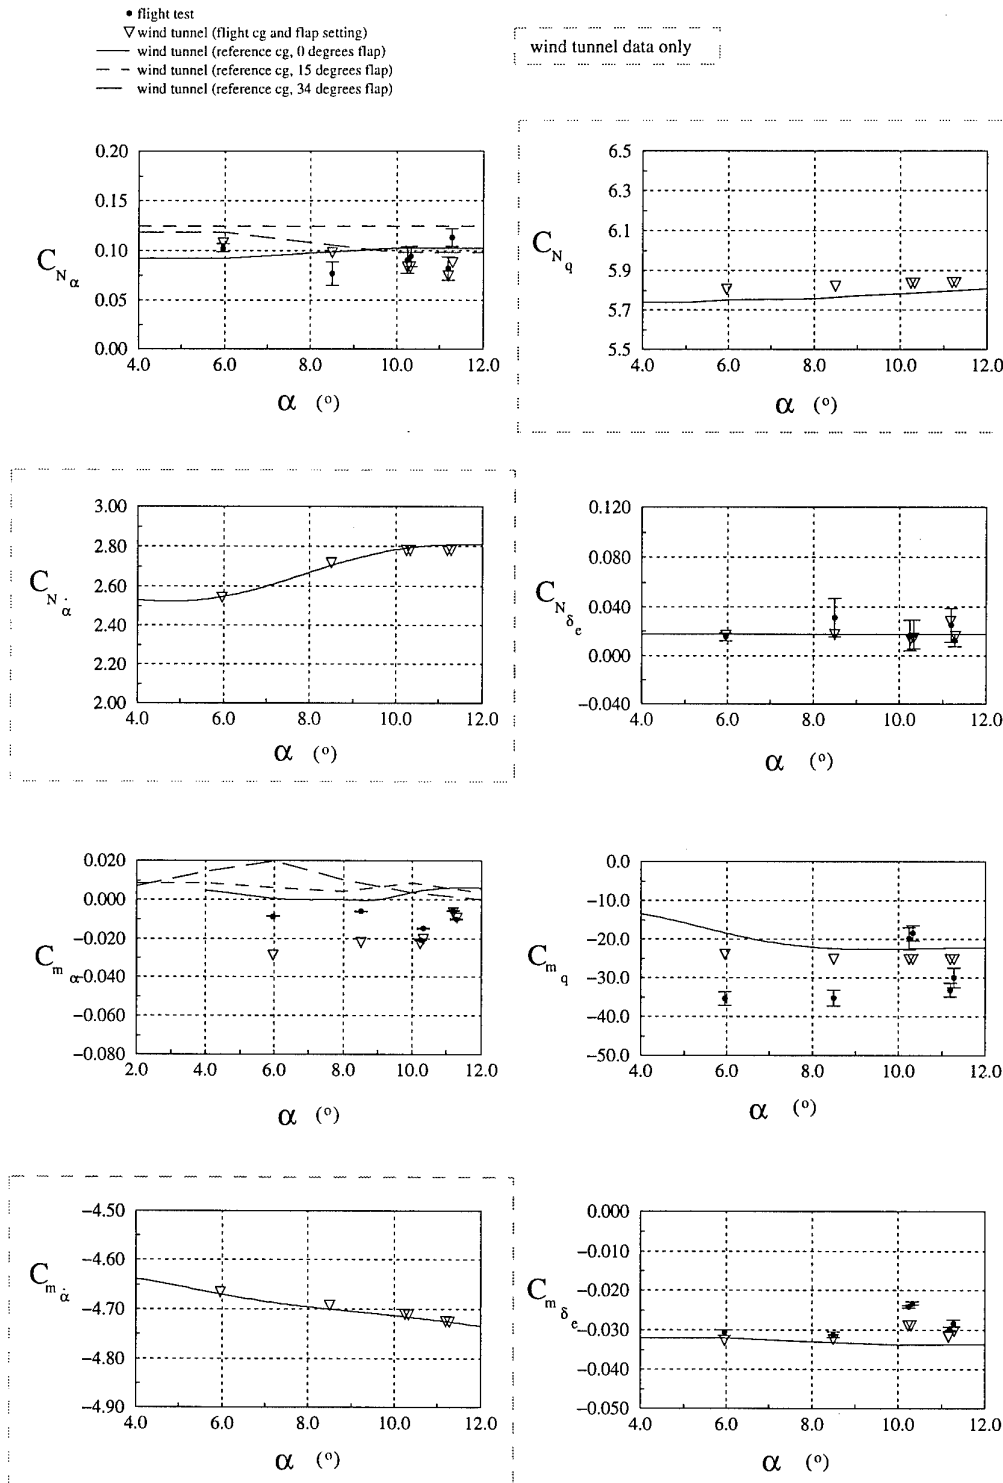 flight test
wind tunnel (flight cg and flap setting)
wind tunnel (reference cg, 0 degrees flap)
wind tunnel (reference cg, 15 degrees flap)
wind tunnel (reference cg, 34 degrees flap)
wind tunnel data only
0.20
0.15
0.10
0.05
0.00
C_N_α
4.0 6.0 8.0 10.0 12.0
α (°)
6.5
6.3
6.1
5.9
5.7
5.5
C_N_q
4.0 6.0 8.0 10.0 12.0
α (°)
3.00
2.80
2.60
2.40
2.20
2.00
C_N_α̇
4.0 6.0 8.0 10.0 12.0
α (°)
0.120
0.080
0.040
0.000
−0.040
C_N_δ_e
4.0 6.0 8.0 10.0 12.0
α (°)
0.020
0.000
−0.020
−0.040
−0.060
−0.080
C_m_α
2.0 4.0 6.0 8.0 10.0 12.0
α (°)
0.0
−10.0
−20.0
−30.0
−40.0
−50.0
C_m_q
4.0 6.0 8.0 10.0 12.0
α (°)
−4.50
−4.60
−4.70
−4.80
−4.90
C_m_α̇
4.0 6.0 8.0 10.0 12.0
α (°)
0.000
−0.010
−0.020
−0.030
−0.040
−0.050
C_m_δ_e
4.0 6.0 8.0 10.0 12.0
α (°)